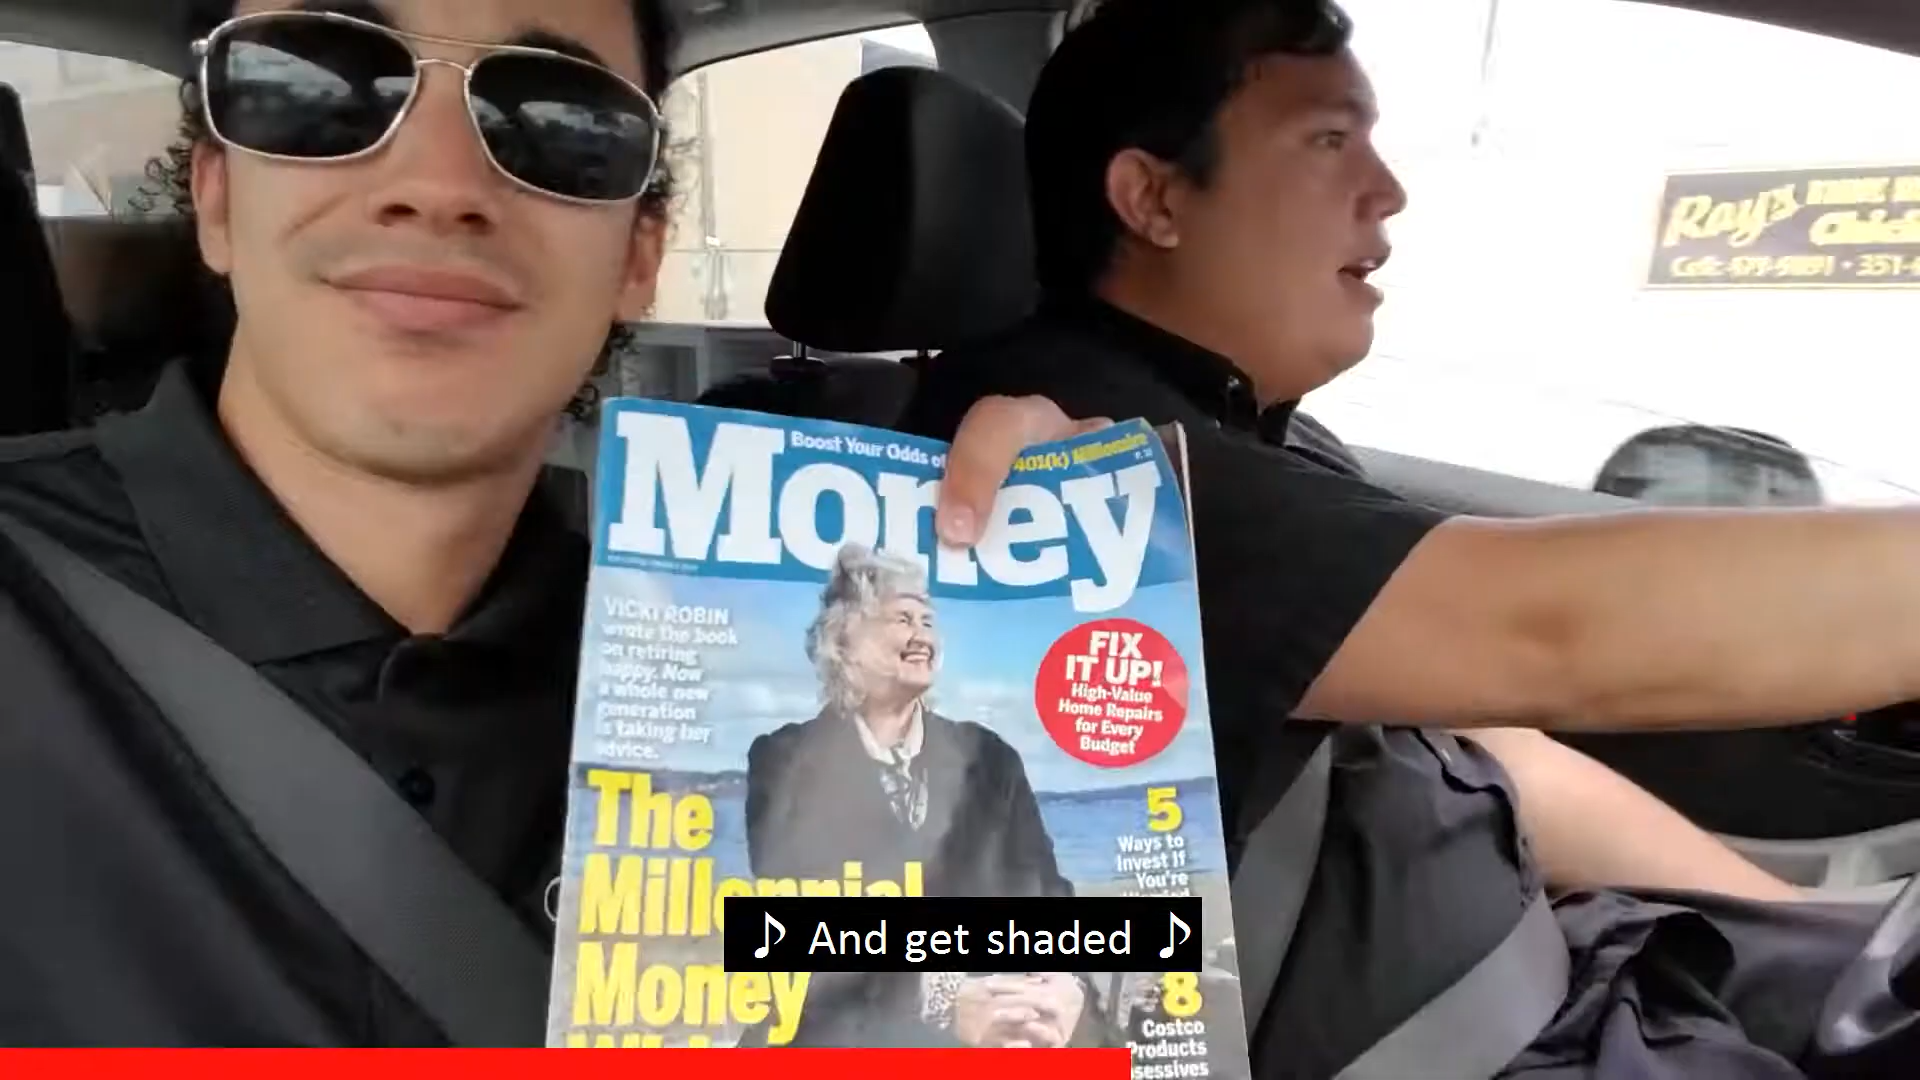 Ray's
Boost Your Odds of
401(k) Millionaire
Money
VICKI ROBIN
wrote the book
on retiring
happy. Now
a whole new
generation
is taking her
advice.
FIX
IT UP!
High-Value
Home Repairs
for Every
Budget
The
Millennial
Money
5
Ways to
Invest If
You're
8
Costco
Products
♪ And get shaded ♪